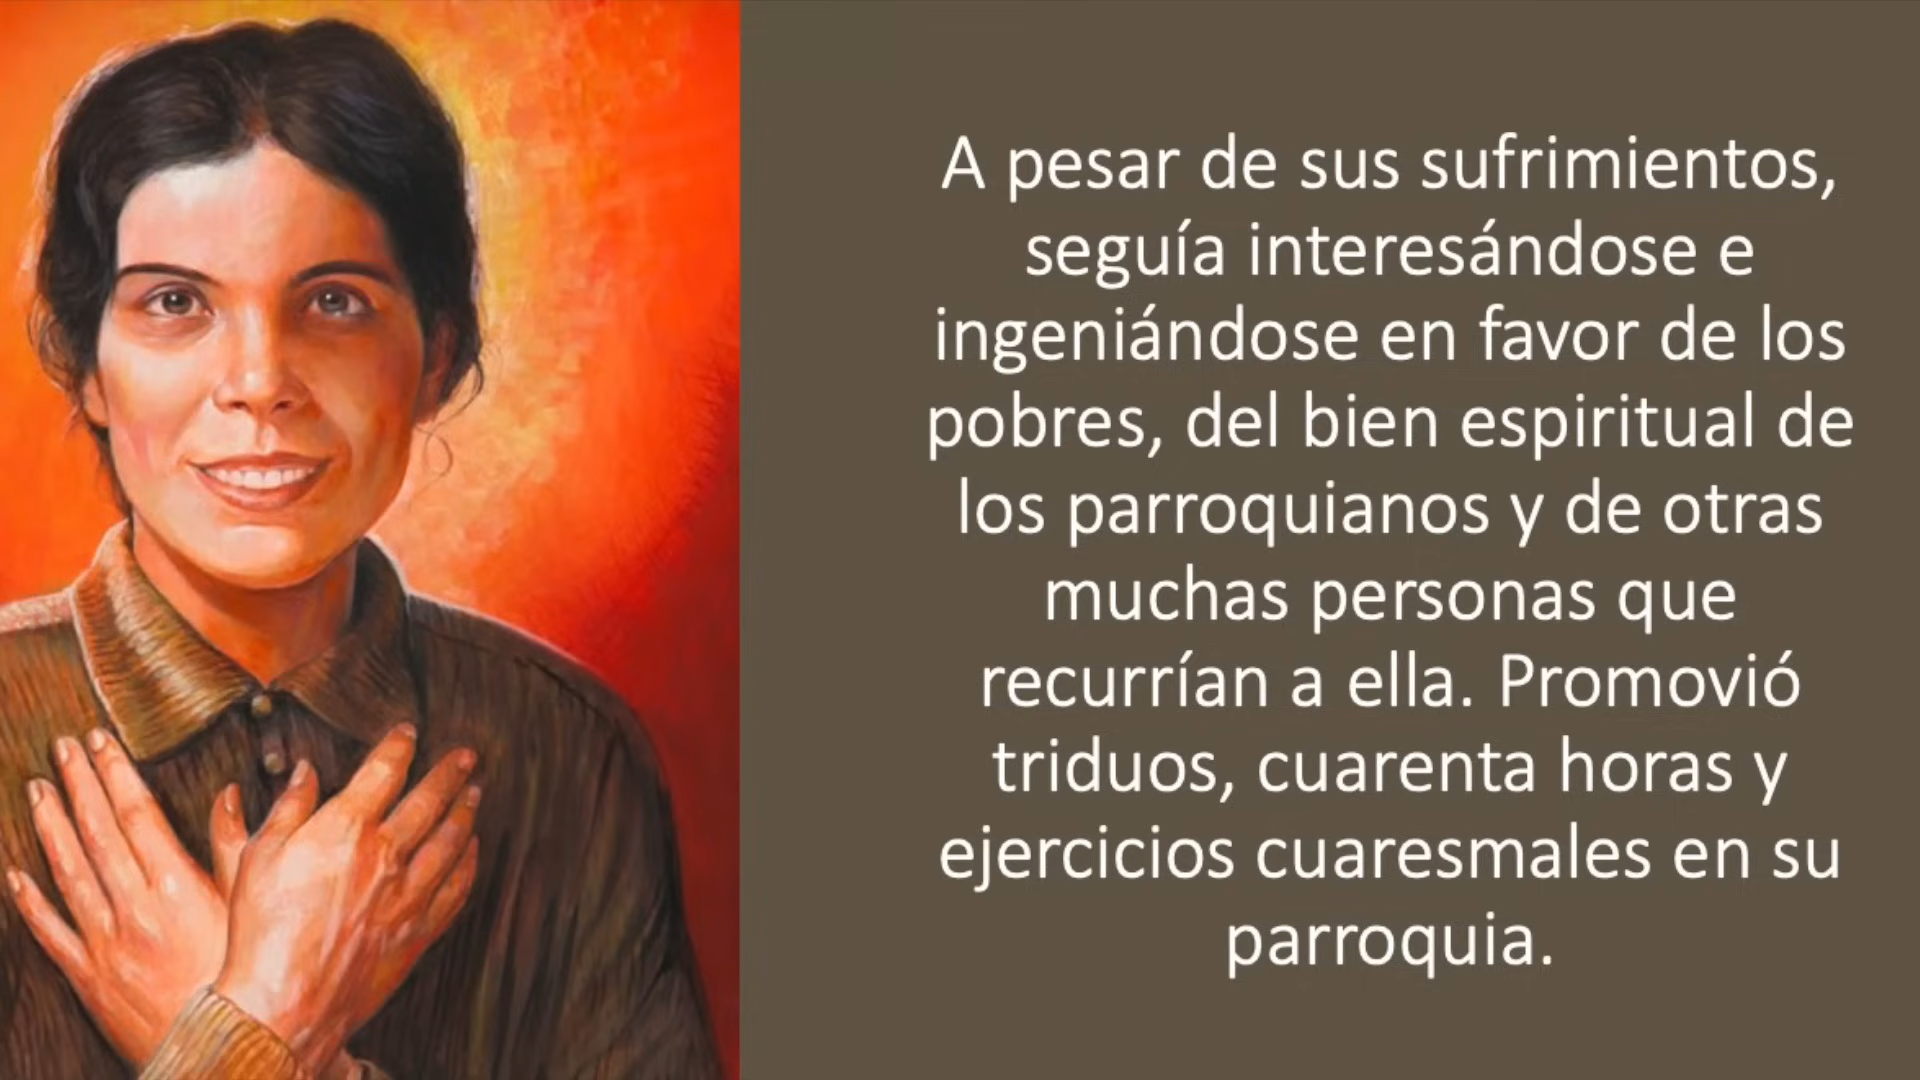 A pesar de sus sufrimientos,
seguía interesándose e
ingeniándose en favor de los
pobres, del bien espiritual de
los parroquianos y de otras
muchas personas que
recurrían a ella. Promovió
triduos, cuarenta horas y
ejercicios cuaresmales en su
parroquia.